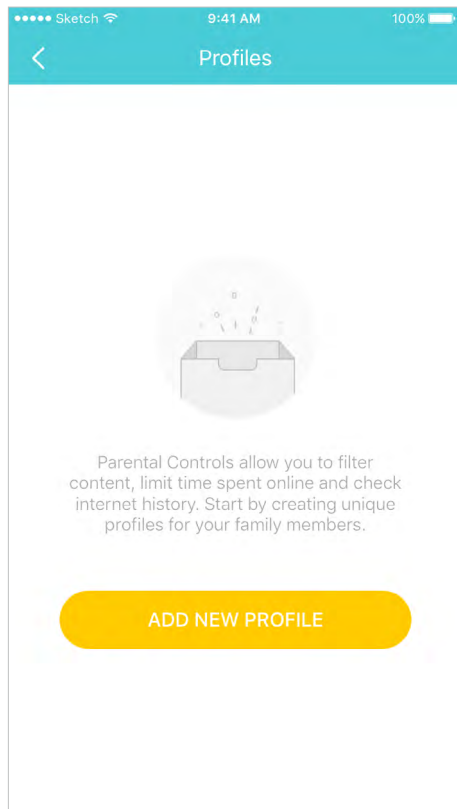 Sketch 9:41 AM 100%
Profiles
Parental Controls allow you to filter
content, limit time spent online and check
internet history. Start by creating unique
profiles for your family members.
ADD NEW PROFILE